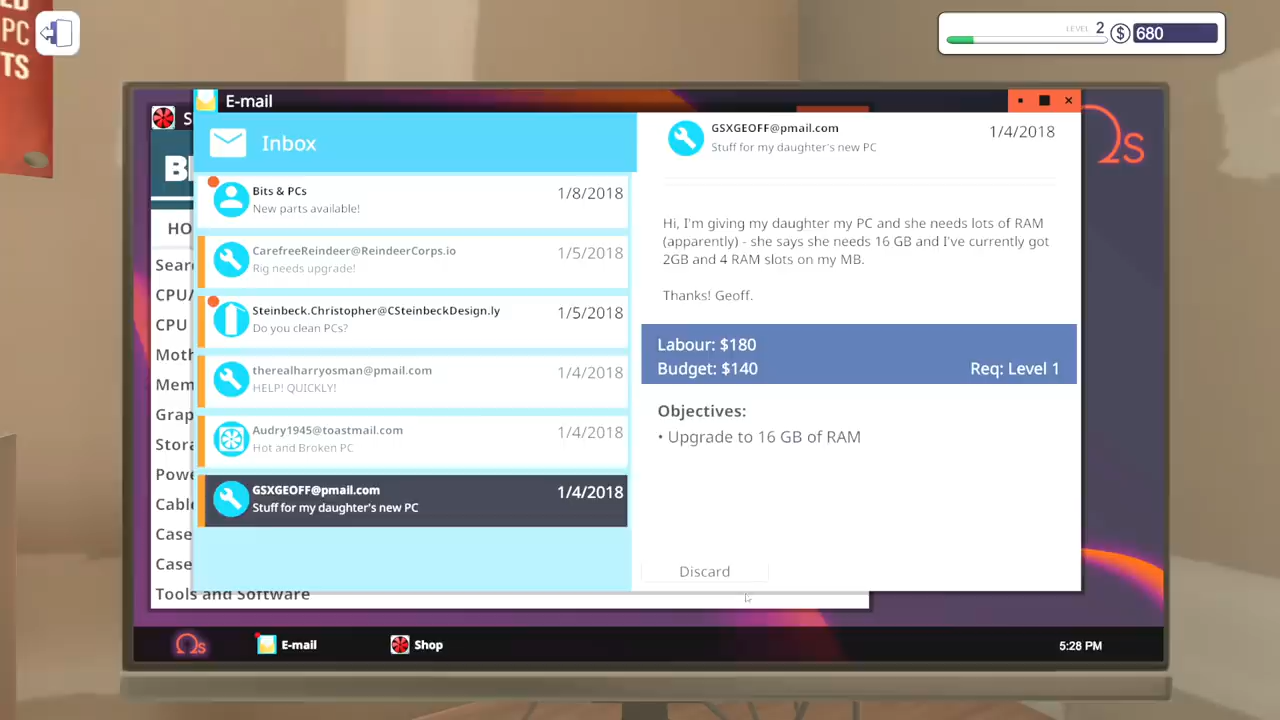 PC
TS
LEVEL 2
$ 680
E-mail
S
Inbox
GSXGEOFF@pmail.com
1/4/2018
Stuff for my daughter's new PC
Bits & PCs
1/8/2018
New parts available!
CarefreeReindeer@ReindeerCorps.io
1/5/2018
Rig needs upgrade!
Steinbeck.Christopher@CSteinbeckDesign.ly
1/5/2018
Do you clean PCs?
therealharryosman@pmail.com
1/4/2018
HELP! QUICKLY!
Audry1945@toastmail.com
1/4/2018
Hot and Broken PC
GSXGEOFF@pmail.com
1/4/2018
Stuff for my daughter's new PC
Hi, I'm giving my daughter my PC and she needs lots of RAM
(apparently) - she says she needs 16 GB and I've currently got
2GB and 4 RAM slots on my MB.
Thanks! Geoff.
Labour: $180
Budget: $140
Req: Level 1
Objectives:
• Upgrade to 16 GB of RAM
Discard
HO
Sear
CPU/
CPU
Moth
Mem
Grap
Stora
Powe
Cabl
Case
Case
Tools and Software
Ωs
Ωs
E-mail
Shop
5:28 PM